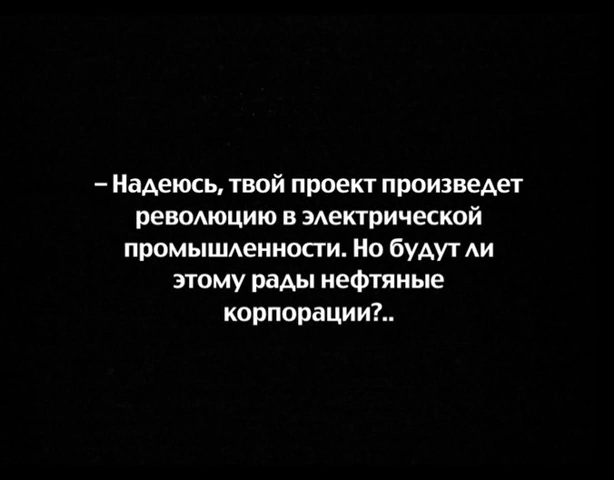 – Надеюсь, твой проект произведет
революцию в электрической
промышленности. Но будут ли
этому рады нефтяные
корпорации?..